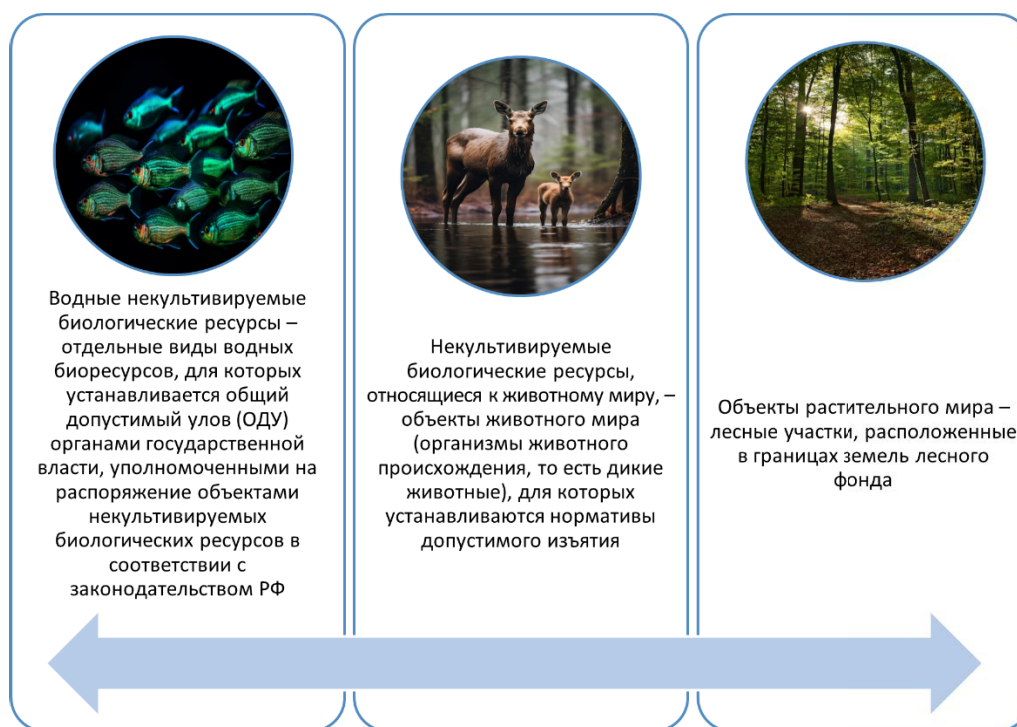 Водные некультивируемые
биологические ресурсы –
отдельные виды водных
биоресурсов, для которых
устанавливается общий
допустимый улов (ОДУ)
органами государственной
власти, уполномоченными на
распоряжение объектами
некультивируемых
биологических ресурсов в
соответствии с
законодательством РФ
Некультивируемые
биологические ресурсы,
относящиеся к животному миру, –
объекты животного мира
(организмы животного
происхождения, то есть дикие
животные), для которых
устанавливаются нормативы
допустимого изъятия
Объекты растительного мира –
лесные участки, расположенные
в границах земель лесного
фонда